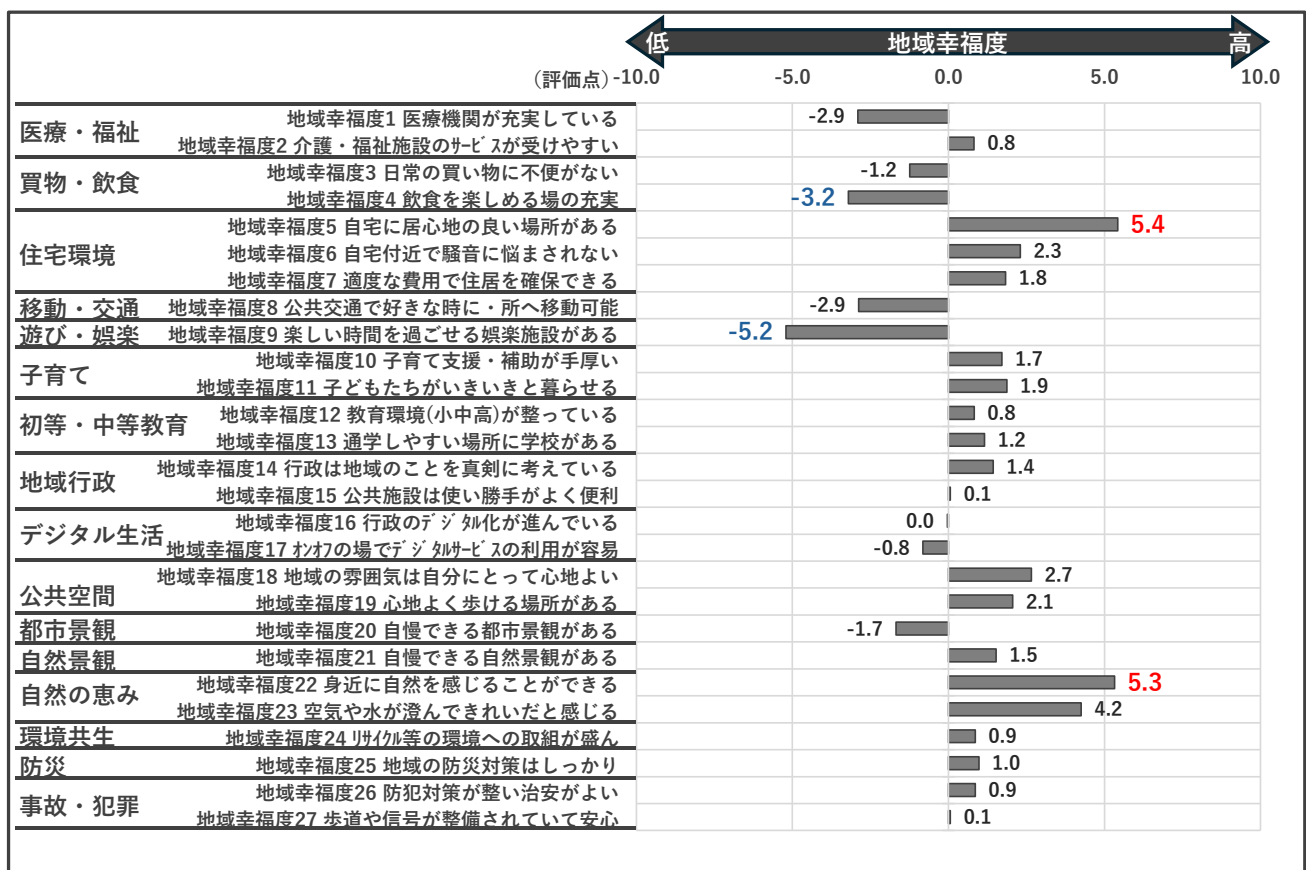 低 地域幸福度 高
(評価点) -10.0 -5.0 0.0 5.0 10.0
医療・福祉
地域幸福度1 医療機関が充実している -2.9
地域幸福度2 介護・福祉施設のｻｰﾋﾞｽが受けやすい 0.8
買物・飲食
地域幸福度3 日常の買い物に不便がない -1.2
地域幸福度4 飲食を楽しめる場の充実 -3.2
住宅環境
地域幸福度5 自宅に居心地の良い場所がある 5.4
地域幸福度6 自宅付近で騒音に悩まされない 2.3
地域幸福度7 適度な費用で住居を確保できる 1.8
移動・交通 地域幸福度8 公共交通で好きな時に・所へ移動可能 -2.9
遊び・娯楽 地域幸福度9 楽しい時間を過ごせる娯楽施設がある -5.2
子育て
地域幸福度10 子育て支援・補助が手厚い 1.7
地域幸福度11 子どもたちがいきいきと暮らせる 1.9
初等・中等教育
地域幸福度12 教育環境(小中高)が整っている 0.8
地域幸福度13 通学しやすい場所に学校がある 1.2
地域行政
地域幸福度14 行政は地域のことを真剣に考えている 1.4
地域幸福度15 公共施設は使い勝手がよく便利 0.1
デジタル生活
地域幸福度16 行政のﾃﾞｼﾞﾀﾙ化が進んでいる 0.0
地域幸福度17 ｵﾝｵﾌの場でﾃﾞｼﾞﾀﾙサｰﾋﾞｽの利用が容易 -0.8
公共空間
地域幸福度18 地域の雰囲気は自分にとって心地よい 2.7
地域幸福度19 心地よく歩ける場所がある 2.1
都市景観 地域幸福度20 自慢できる都市景観がある -1.7
自然景観 地域幸福度21 自慢できる自然景観がある 1.5
自然の恵み
地域幸福度22 身近に自然を感じることができる 5.3
地域幸福度23 空気や水が澄んできれいだと感じる 4.2
環境共生 地域幸福度24 ﾘｻｲｸﾙ等の環境への取組が盛ん 0.9
防災 地域幸福度25 地域の防災対策はしっかり 1.0
事故・犯罪
地域幸福度26 防犯対策が整い治安がよい 0.9
地域幸福度27 歩道や信号が整備されていて安心 0.1